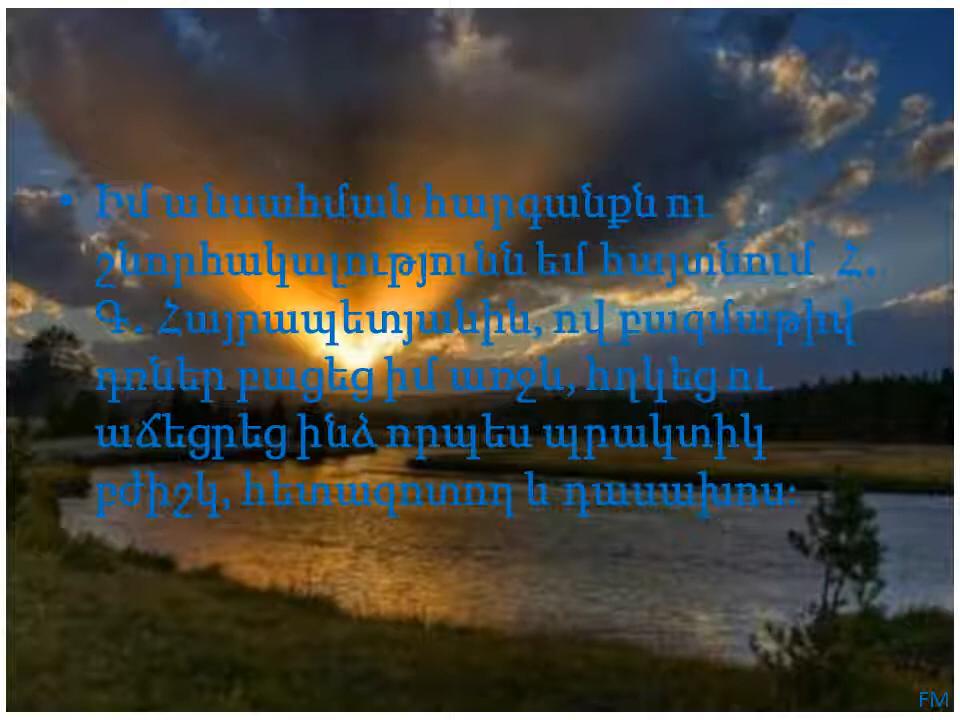 • Իմ անսահման հարգանքն ու
շնորհակալությունն եմ հայտնում Հ.
Գ. Հայրապետյանին, ով բազմաթիվ
դռներ բացեց իմ առջև, հղկեց ու
աճեցրեց ինձ որպես պրակտիկ
բժիշկ, հետազոտող և դասախոս:
FM